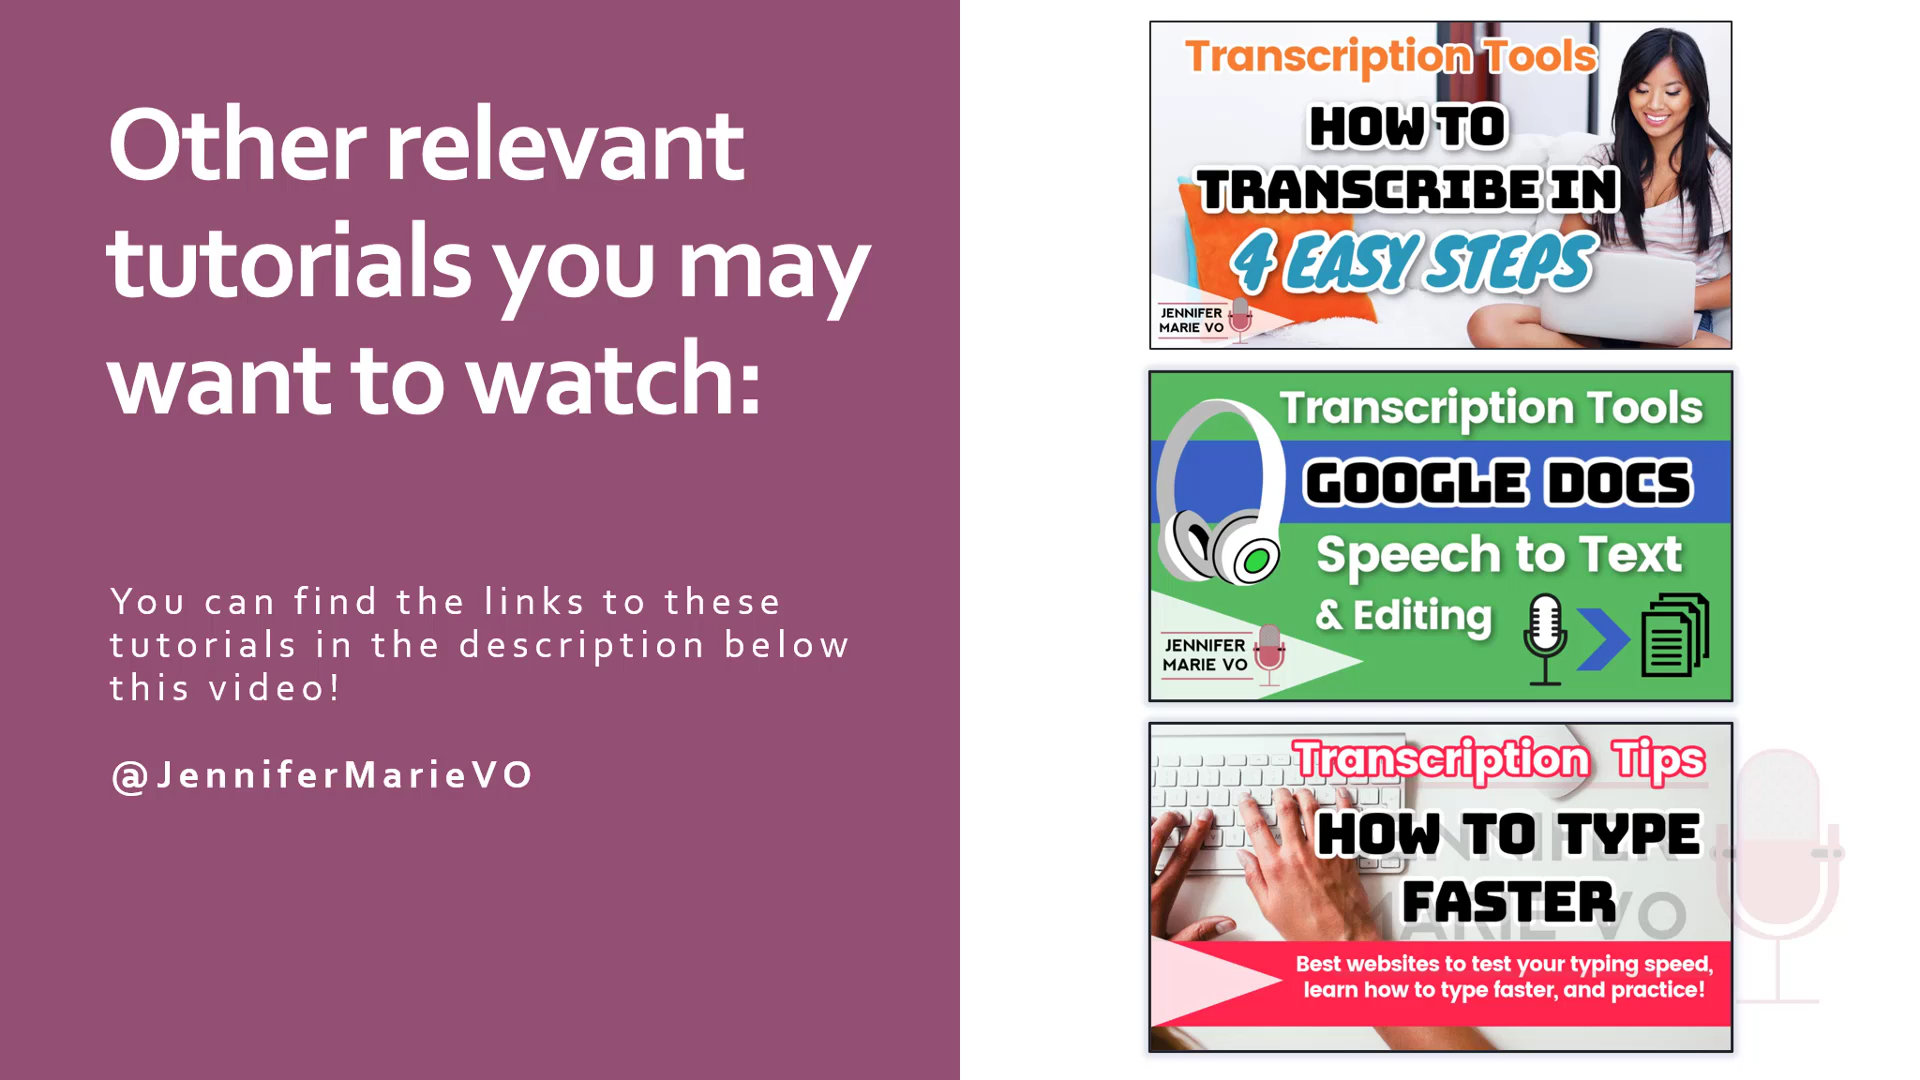 Other relevant
tutorials you may
want to watch:
You can find the links to these
tutorials in the description below
this video!
@JenniferMarieVO
Transcription Tools
HOW TO
TRANSCRIBE IN
4 EASY STEPS
JENNIFER
MARIE VO
Transcription Tools
GOOGLE DOCS
Speech to Text
& Editing
JENNIFER
MARIE VO
Transcription Tips
HOW TO TYPE
FASTER
Best websites to test your typing speed,
learn how to type faster, and practice!
JENNIFER
MARIE VO